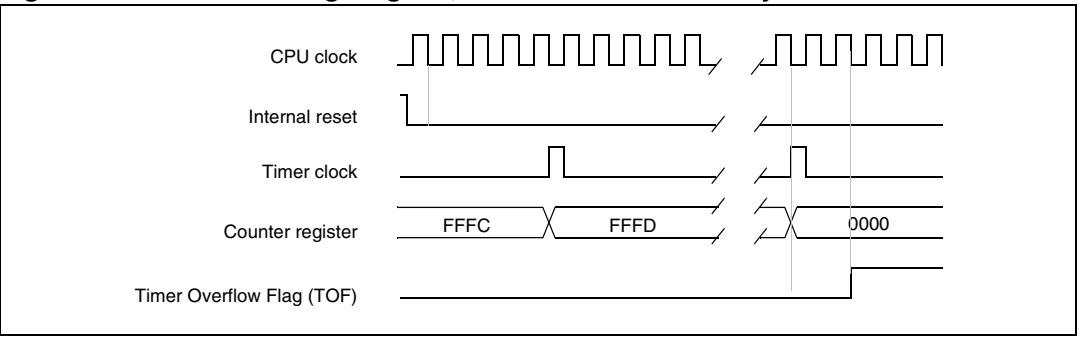 CPU clock
Internal reset
Timer clock
Counter register FFFC FFFD 0000
Timer Overflow Flag (TOF)